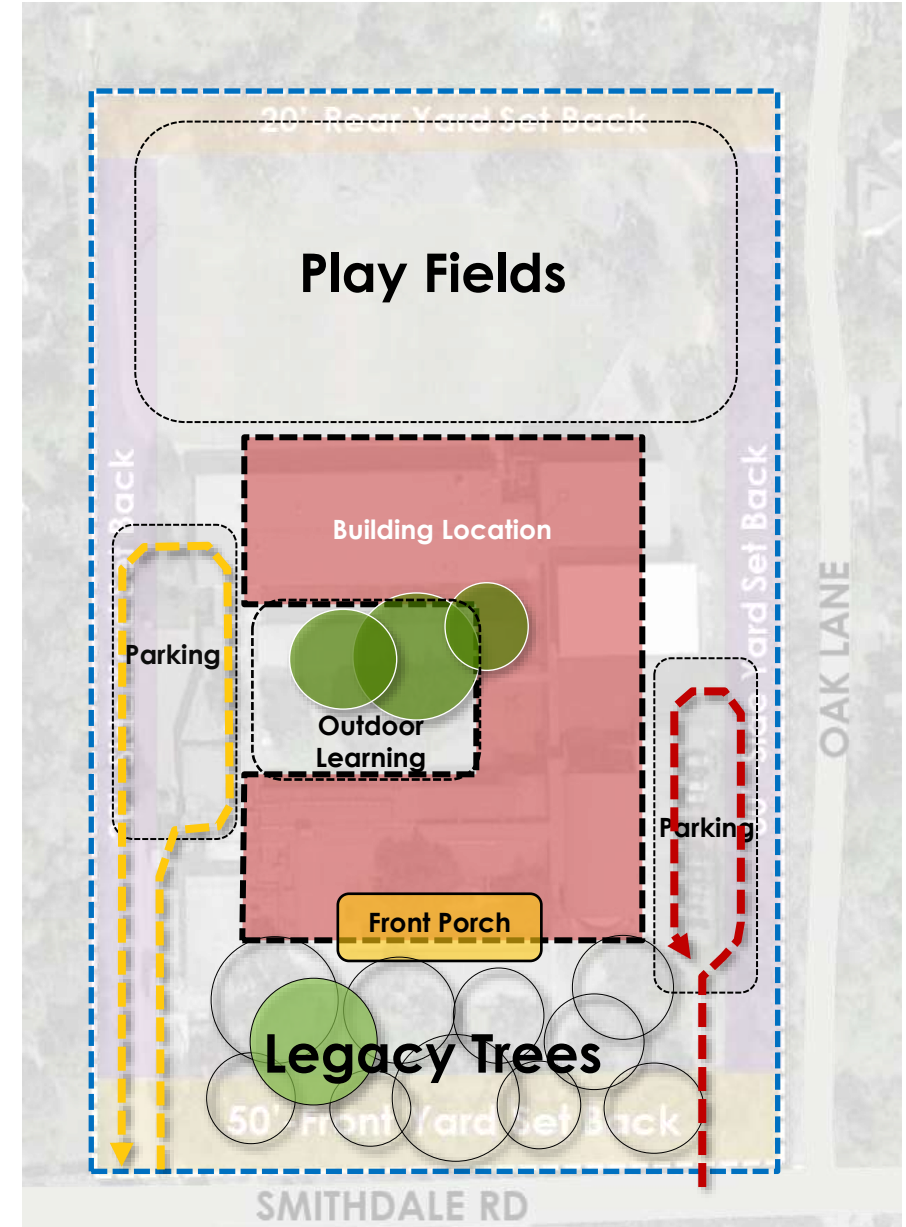 20'-Rear Yard Set Back
Play Fields
Building Location
Back
Yard Set Back
OAK LANE
Parking
Outdoor
Learning
Parking
Front Porch
Legacy Trees
50'-Front Yard Set Back
SMITHDALE RD